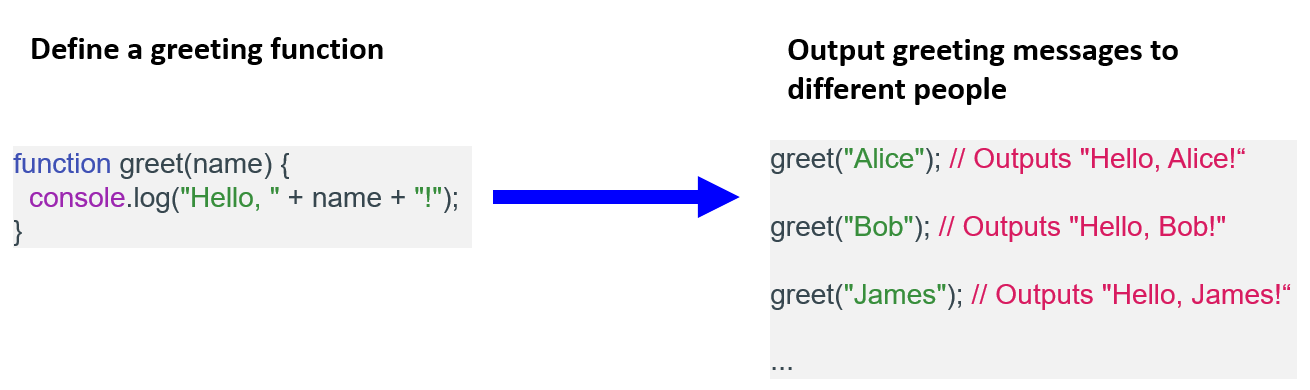 Define a greeting function
function greet(name) {
  console.log("Hello, " + name + "!");
}
Output greeting messages to
different people
greet("Alice"); // Outputs "Hello, Alice!“
greet("Bob"); // Outputs "Hello, Bob!"
greet("James"); // Outputs "Hello, James!“
...